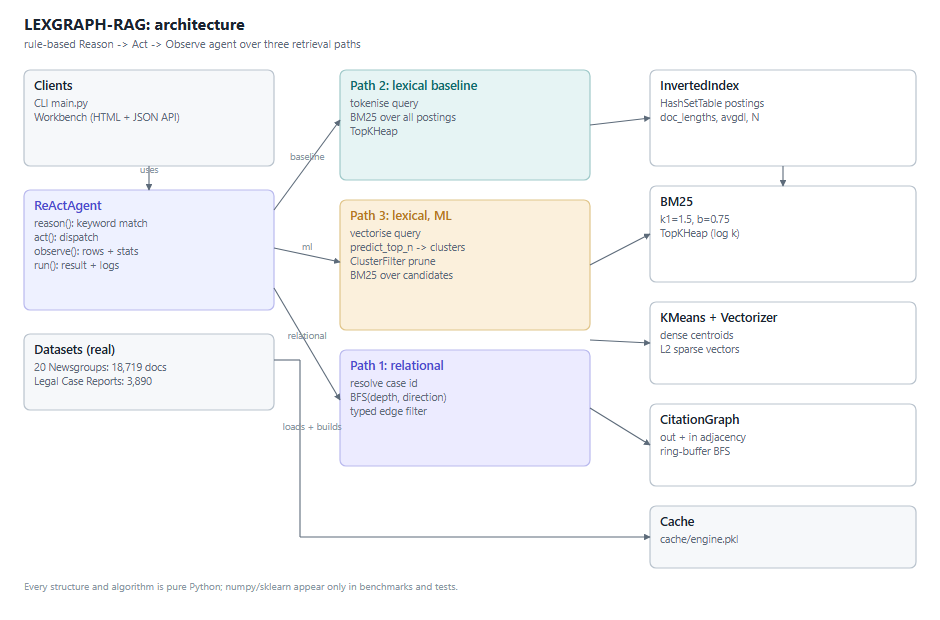 LEXGRAPH-RAG: architecture
rule-based Reason -> Act -> Observe agent over three retrieval paths
Clients
CLI main.py
Workbench (HTML + JSON API)
uses
ReActAgent
reason(): keyword match
act(): dispatch
observe(): rows + stats
run(): result + logs
Datasets (real)
20 Newsgroups: 18,719 docs
Legal Case Reports: 3,890
baseline
ml
relational
loads + builds
Path 2: lexical baseline
tokenise query
BM25 over all postings
TopKHeap
Path 3: lexical, ML
vectorise query
predict_top_n -> clusters
ClusterFilter prune
BM25 over candidates
Path 1: relational
resolve case id
BFS(depth, direction)
typed edge filter
InvertedIndex
HashSetTable postings
doc_lengths, avgdl, N
BM25
k1=1.5, b=0.75
TopKHeap (log k)
KMeans + Vectorizer
dense centroids
L2 sparse vectors
CitationGraph
out + in adjacency
ring-buffer BFS
Cache
cache/engine.pkl
Every structure and algorithm is pure Python; numpy/sklearn appear only in benchmarks and tests.